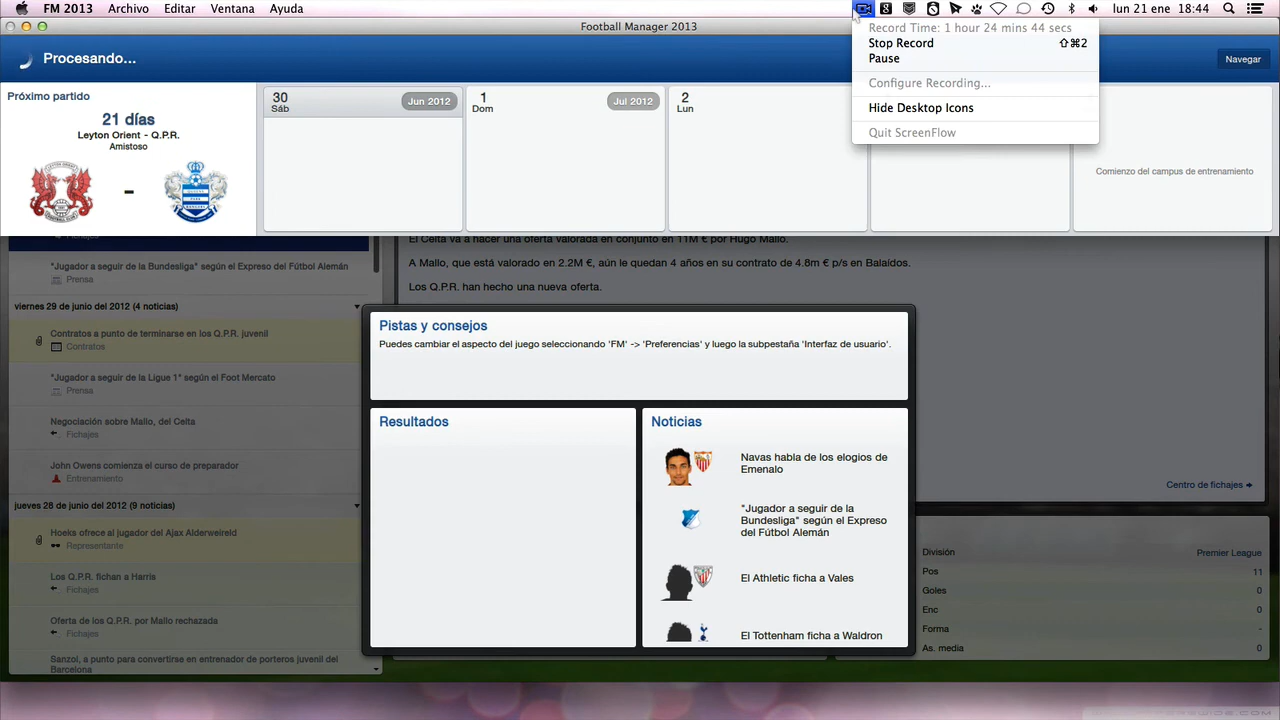 FM 2013 Archivo Editar Ventana Ayuda
lun 21 ene 18:44
Football Manager 2013
Record Time: 1 hour 24 mins 44 secs
Stop Record ⇧⌘2
Pause
Configure Recording...
Hide Desktop Icons
Quit ScreenFlow
Procesando...
Navegar
Próximo partido
21 días
Leyton Orient - Q.P.R.
Amistoso
-
30
Sáb
Jun 2012
1
Dom
Jul 2012
2
Lun
Comienzo del campus de entrenamiento
Fichajes
"Jugador a seguir de la Bundesliga" según el Expreso del Fútbol Alemán
Prensa
viernes 29 de junio del 2012 (4 noticias)
Contratos a punto de terminarse en los Q.P.R. juvenil
Contratos
"Jugador a seguir de la Ligue 1" según el Foot Mercato
Prensa
Negociación sobre Mallo, del Celta
Fichajes
John Owens comienza el curso de preparador
Entrenamiento
jueves 28 de junio del 2012 (9 noticias)
Hoeks ofrece al jugador del Ajax Alderweireld
Representante
Los Q.P.R. fichan a Harris
Fichajes
Oferta de los Q.P.R. por Mallo rechazada
Fichajes
Sanzol, a punto para convertirse en entrenador de porteros juvenil del
Barcelona
El Celta va a hacer una oferta valorada en conjunto en 11M € por Hugo Mallo.
A Mallo, que está valorado en 2.2M €, aún le quedan 4 años en su contrato de 4.8m € p/s en Balaídos.
Los Q.P.R. han hecho una nueva oferta.
Pistas y consejos
Puedes cambiar el aspecto del juego seleccionando 'FM' -> 'Preferencias' y luego la subpestaña 'Interfaz de usuario'.
Resultados
Noticias
Navas habla de los elogios de
Emenalo
"Jugador a seguir de la
Bundesliga" según el Expreso
del Fútbol Alemán
El Athletic ficha a Vales
El Tottenham ficha a Waldron
Centro de fichajes
División Premier League
Pos 11
Goles 0
Enc 0
Forma -
As. media 0